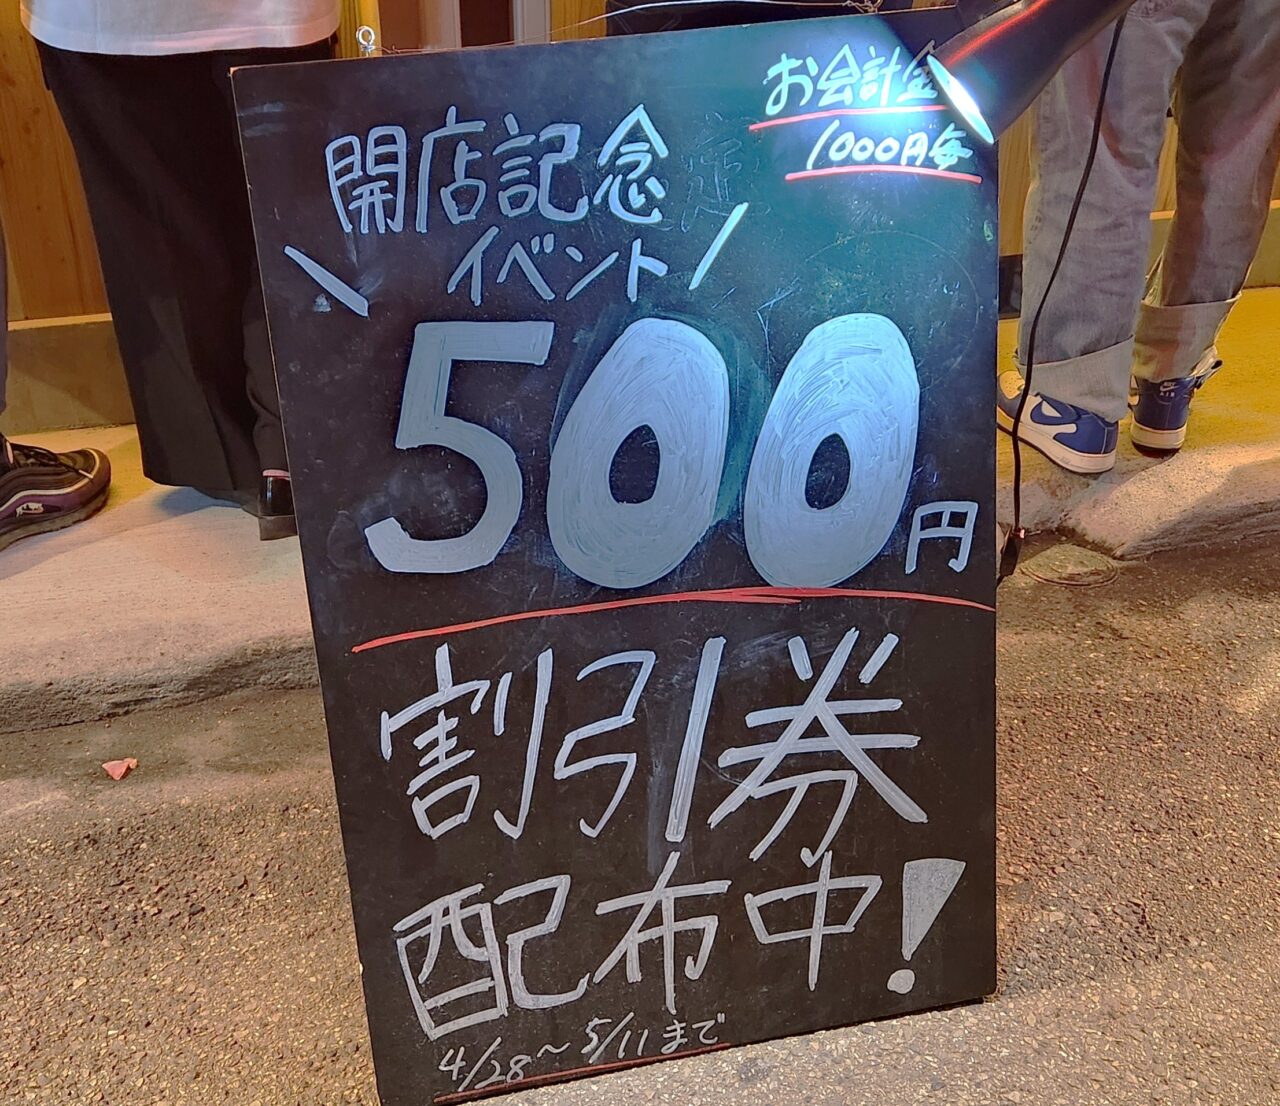 お会計金
1000円毎
開店記念
イベント
500円
割引券
配布中!
4/28~5/11まで